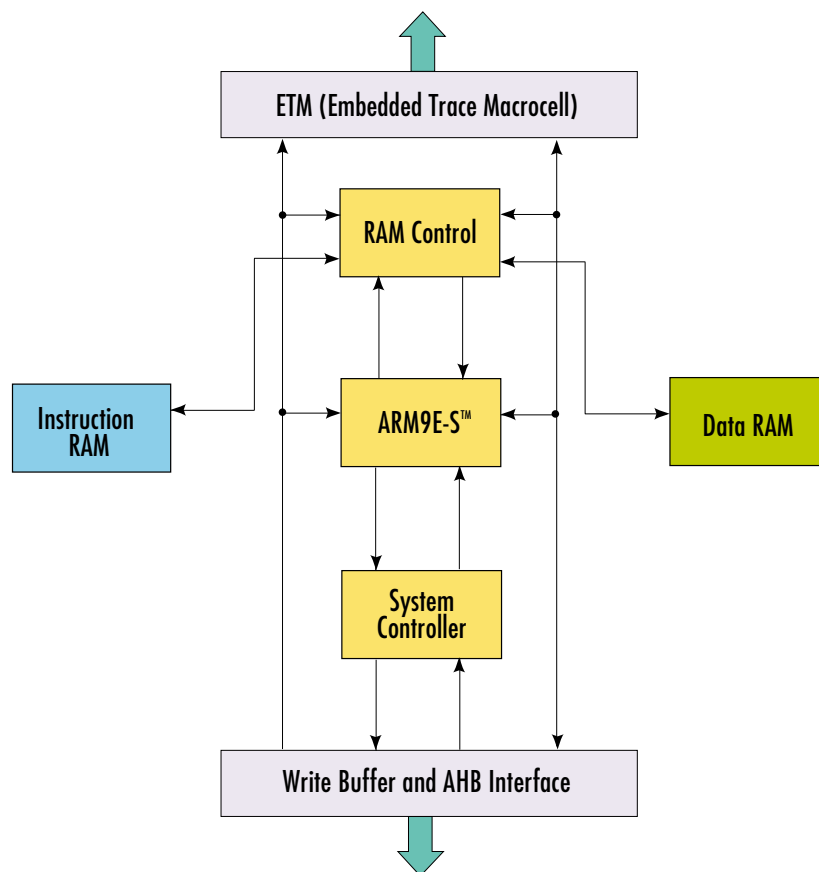 ETM (Embedded Trace Macrocell)
RAM Control
Instruction
RAM
ARM9E-S™
Data RAM
System
Controller
Write Buffer and AHB Interface